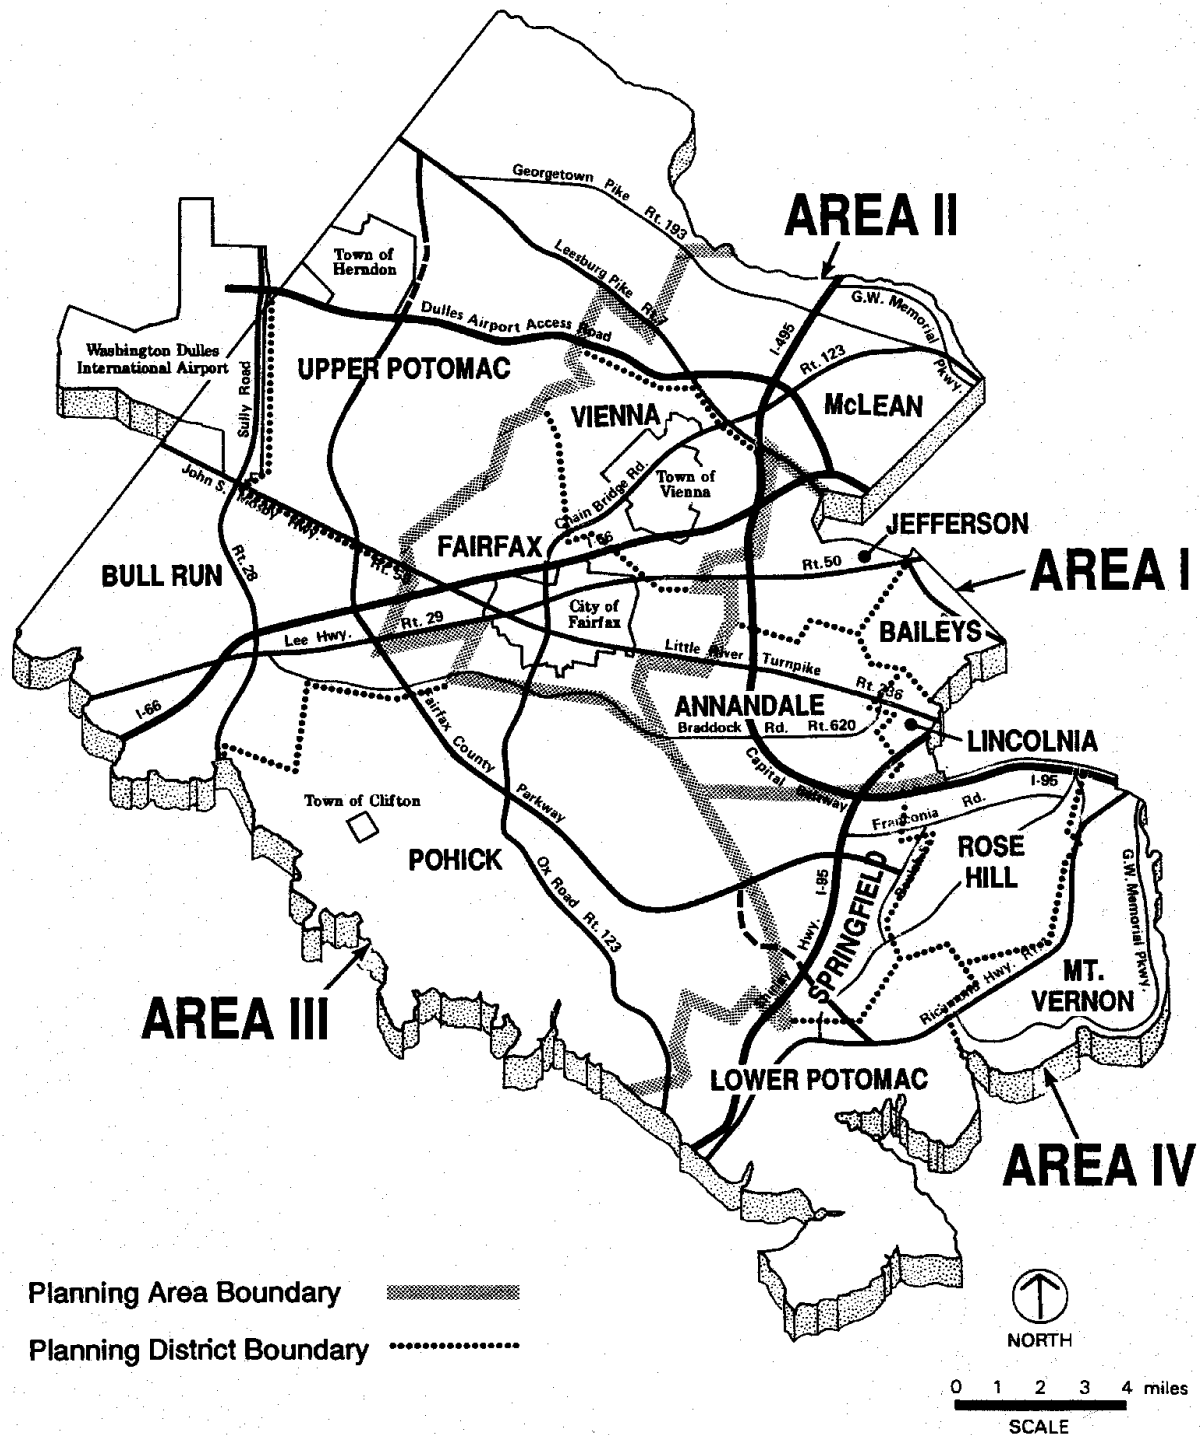 Georgetown Pike Rt. 193
AREA II
Town of
Herndon
Leesburg Pike Rt. 7
G.W. Memorial
Pkwy.
Dulles Airport Access Road
I-495
Rt. 123
Washington Dulles
International Airport
UPPER POTOMAC
Sully Road
VIENNA
McLEAN
John S. Mosby Hwy
Rt. 50
Chain Bridge Rd.
Town of
Vienna
JEFFERSON
FAIRFAX
I-66
Rt.50
AREA I
BULL RUN
Rt. 28
City of
Fairfax
BAILEYS
Lee Hwy. Rt. 29
Little River Turnpike
Rt. 236
ANNANDALE
Braddock Rd. Rt.620
I-66
LINCOLNIA
Fairfax County Parkway
Capital Beltway
I-95
Town of Clifton
Franconia Rd.
POHICK
ROSE
HILL
Ox Road Rt. 123
I-95
SPRINGFIELD
G.W. Memorial Pkwy.
Shirley Hwy.
Richmond Hwy. Rt. 1
MT.
VERNON
AREA III
LOWER POTOMAC
AREA IV
Planning Area Boundary
Planning District Boundary
NORTH
0 1 2 3 4 miles
SCALE